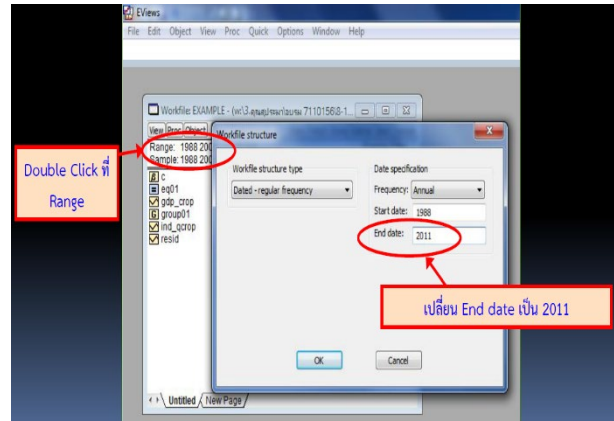 EViews
File Edit Object View Proc Quick Options Window Help
Workfile: EXAMPLE - (w:\3.
View Proc Object
Workfile structure
Range: 1988 200
Sample: 1988 200
c
eq01
gdp_crop
group01
ind_qcrop
resid
Workfile structure type
Dated - regular frequency
Date specification
Frequency: Annual
Start date: 1988
End date: 2011
OK Cancel
Untitled New Page
Double Click ที่
Range
เปลี่ยน End date เป็น 2011